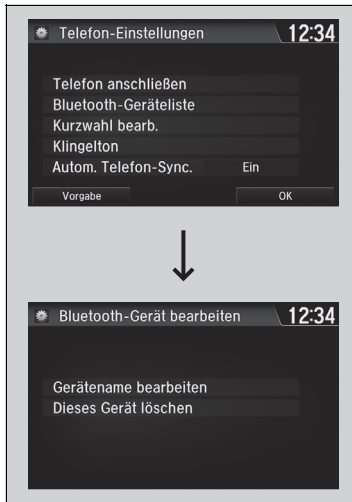 Telefon-Einstellungen 12:34
Telefon anschließen
Bluetooth-Geräteliste
Kurzwahl bearb.
Klingelton
Autom. Telefon-Sync. Ein
Vorgabe OK
Bluetooth-Gerät bearbeiten 12:34
Gerätename bearbeiten
Dieses Gerät löschen